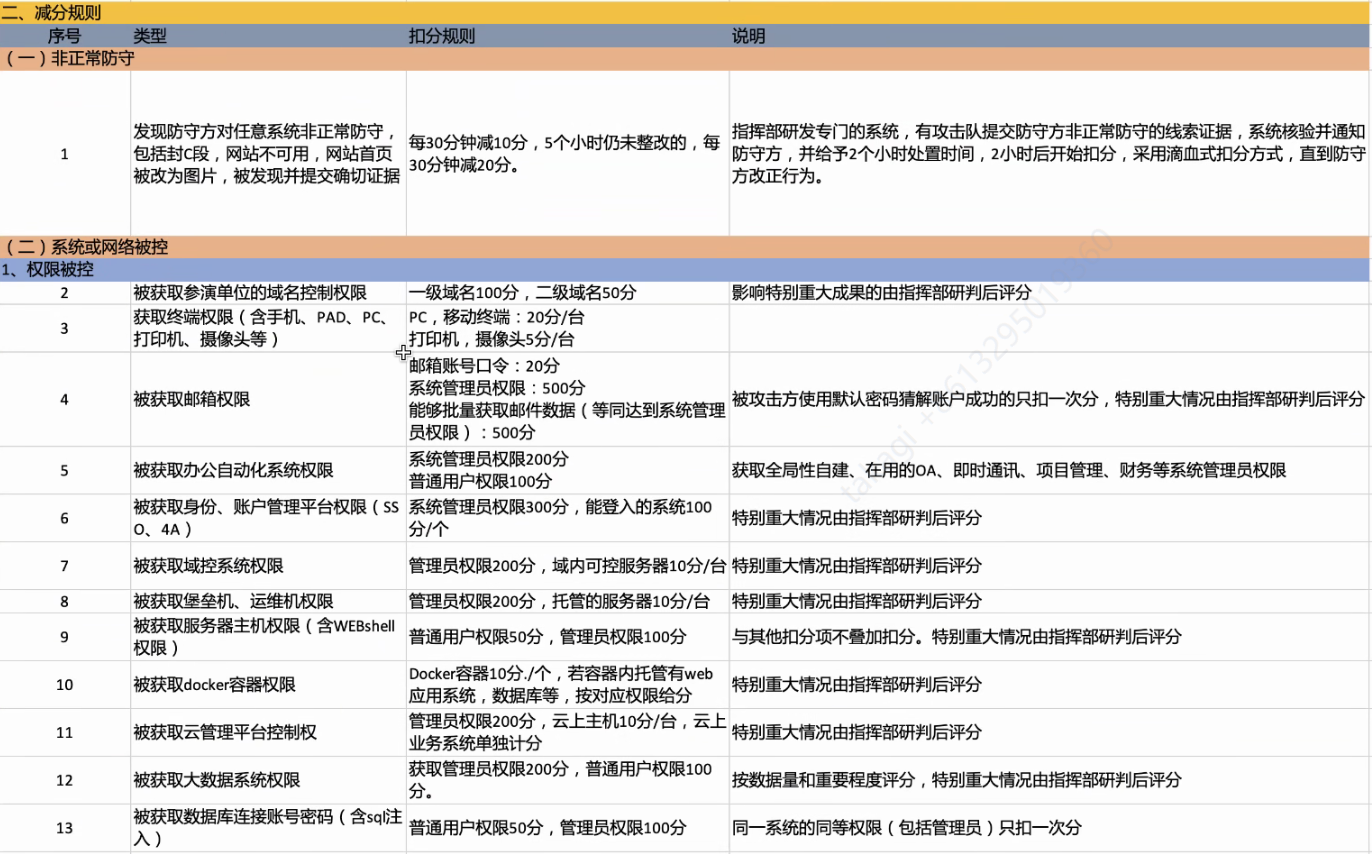 二、减分规则
序号 类型 扣分规则 说明
（一）非正常防守
1
发现防守方对任意系统非正常防守，
包括封C段，网站不可用，网站首页
被改为图片，被发现并提交确切证据
每30分钟减10分，5个小时仍未整改的，每
30分钟减20分。
指挥部研发专门的系统，有攻击队提交防守方非正常防守的线索证据，系统核验并通知
防守方，并给予2个小时处置时间，2小时后开始扣分，采用滴血式扣分方式，直到防守
方改正行为。
（二）系统或网络被控
1、权限被控
2 被获取参演单位的域名控制权限 一级域名100分，二级域名50分 影响特别重大成果的由指挥部研判后评分
3
获取终端权限（含手机、PAD、PC、
打印机、摄像头等）
PC，移动终端：20分/台
打印机，摄像头5分/台
4
被获取邮箱权限
邮箱账号口令：20分
系统管理员权限：500分
能够批量获取邮件数据（等同达到系统管理
员权限）：500分
被攻击方使用默认密码猜解账户成功的只扣一次分，特别重大情况由指挥部研判后评分
5
被获取办公自动化系统权限
系统管理员权限200分
普通用户权限100分
获取全局性自建、在用的OA、即时通讯、项目管理、财务等系统管理员权限
6
被获取身份、账户管理平台权限（SS
O、4A）
系统管理员权限300分，能登入的系统100
分/个
特别重大情况由指挥部研判后评分
7 被获取域控系统权限 管理员权限200分，域内可控服务器10分/台 特别重大情况由指挥部研判后评分
8 被获取堡垒机、运维机权限 管理员权限200分，托管的服务器10分/台 特别重大情况由指挥部研判后评分
9
被获取服务器主机权限（含WEBshell
权限）
普通用户权限50分，管理员权限100分
与其他扣分项不叠加扣分。特别重大情况由指挥部研判后评分
10
被获取docker容器权限
Docker容器10分./个，若容器内托管有web
应用系统，数据库等，按对应权限给分
特别重大情况由指挥部研判后评分
11
被获取云管理平台控制权
管理员权限200分，云上主机10分/台，云上
业务系统单独计分
特别重大情况由指挥部研判后评分
12
被获取大数据系统权限
获取管理员权限200分，普通用户权限100
分。
按数据量和重要程度评分，特别重大情况由指挥部研判后评分
13
被获取数据库连接账号密码（含sql注
入）
普通用户权限50分，管理员权限100分
同一系统的同等权限（包括管理员）只扣一次分